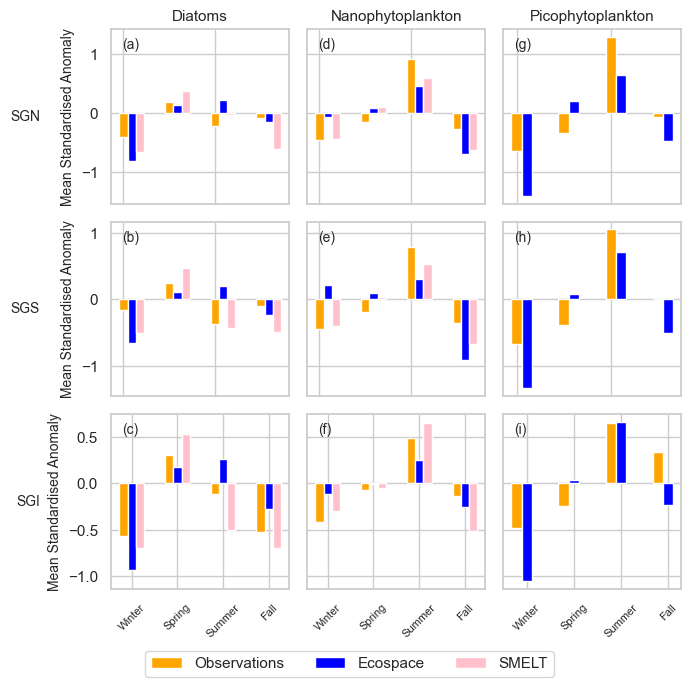 Diatoms Nanophytoplankton Picophytoplankton
SGN
Mean Standardised Anomaly
1
0
−1
(a)
(d)
(g)
SGS
Mean Standardised Anomaly
1
0
−1
(b)
(e)
(h)
SGI
Mean Standardised Anomaly
0.5
0.0
−0.5
−1.0
(c)
(f)
(i)
Winter Spring Summer Fall
Winter Spring Summer Fall
Winter Spring Summer Fall
Observations Ecospace SMELT